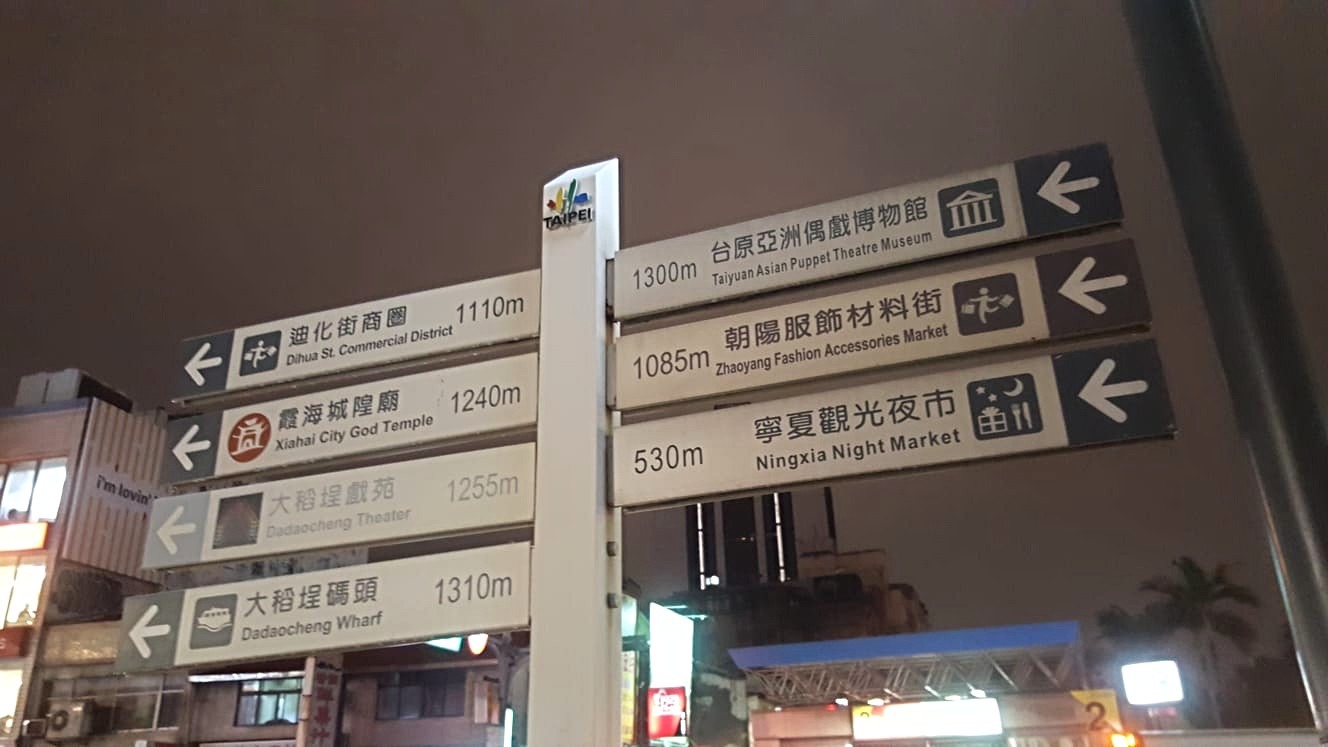 TAIPEI
迪化街商圈
Dihua St. Commercial District
1110m
霞海城隍廟
Xiahai City God Temple
1240m
大稻埕戲苑
Dadaocheng Theater
1255m
大稻埕碼頭
Dadaocheng Wharf
1310m
1300m
台原亞洲偶戲博物館
Taiyuan Asian Puppet Theatre Museum
1085m
朝陽服飾材料街
Zhaoyang Fashion Accessories Market
530m
寧夏觀光夜市
Ningxia Night Market
i'm lovin'
2